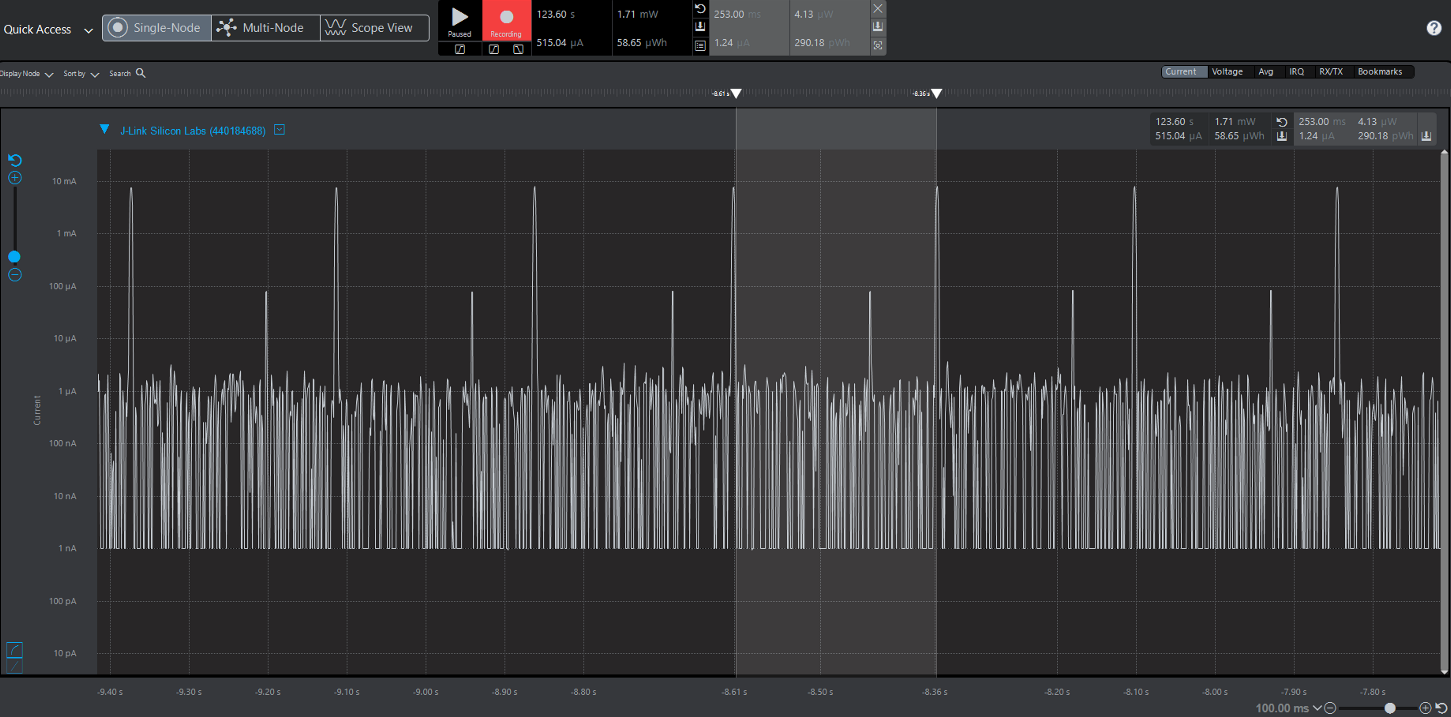 Quick Access
Single-Node
Multi-Node
Scope View
Paused
Recording
123.60 s
1.71 mW
515.04 µA
58.65 µWh
253.00 ms
4.13 µW
1.24 µA
290.18 pWh
Display Node
Sort by
Search
Current
Voltage
Avg
IRQ
RX/TX
Bookmarks
-8.61 s
-8.36 s
J-Link Silicon Labs (440184688)
123.60 s
1.71 mW
253.00 ms
4.13 µW
515.04 µA
58.65 µWh
1.24 µA
290.18 pWh
10 mA
1 mA
100 µA
10 µA
1 µA
100 nA
10 nA
1 nA
100 pA
10 pA
Current
-9.40 s
-9.30 s
-9.20 s
-9.10 s
-9.00 s
-8.90 s
-8.80 s
-8.61 s
-8.50 s
-8.36 s
-8.20 s
-8.10 s
-8.00 s
-7.90 s
-7.80 s
100.00 ms